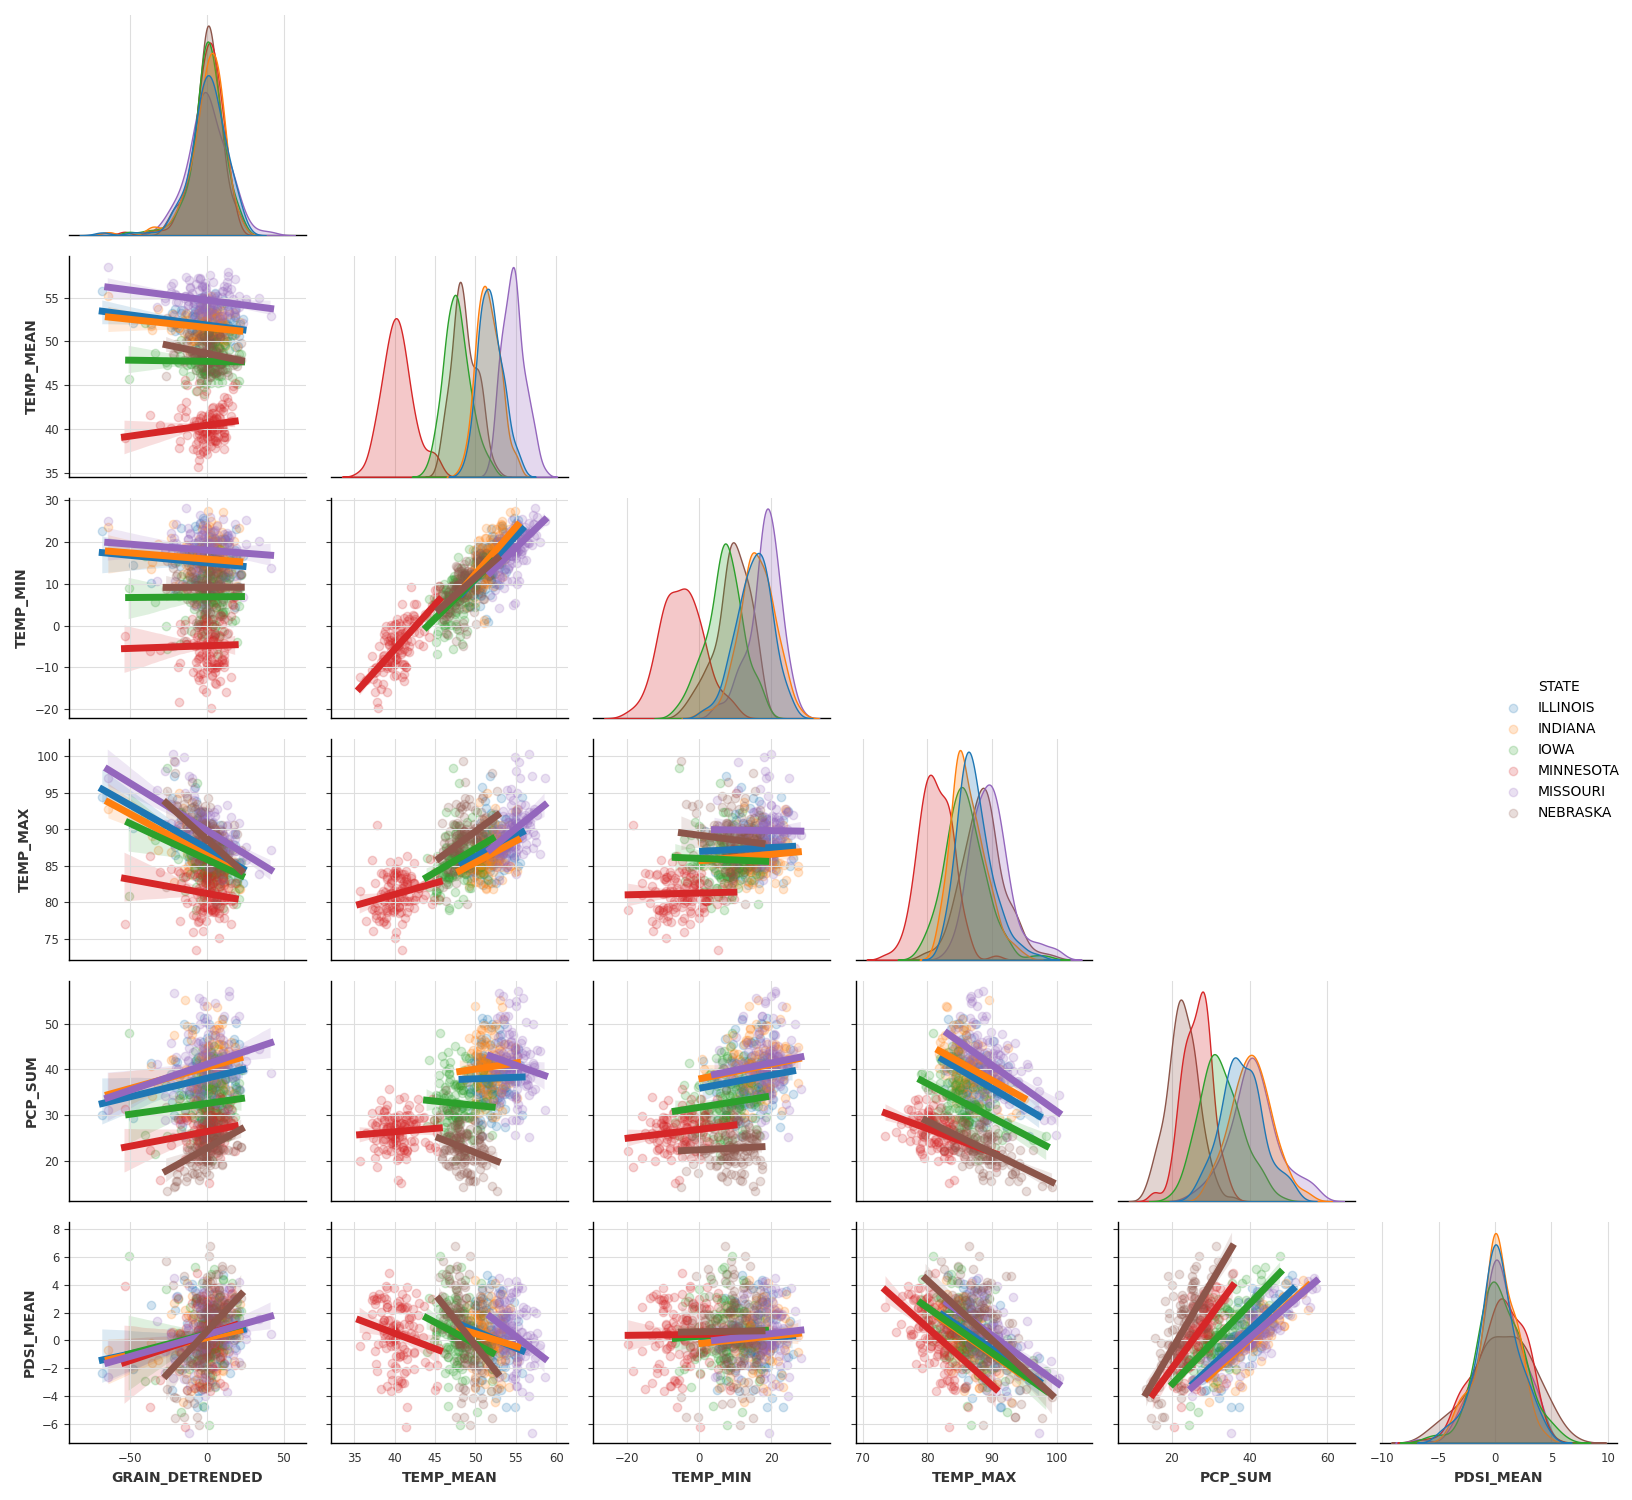 55
50
45
40
35
TEMP_MEAN
30
20
10
0
−10
−20
TEMP_MIN
STATE
ILLINOIS
INDIANA
IOWA
MINNESOTA
MISSOURI
NEBRASKA
100
95
90
85
80
75
TEMP_MAX
50
40
30
20
PCP_SUM
8
6
4
2
0
−2
−4
−6
PDSI_MEAN
−50 0 50
35 40 45 50 55 60
−20 0 20
70 80 90 100
20 40 60
−10 −5 0 5 10
GRAIN_DETRENDED TEMP_MEAN TEMP_MIN TEMP_MAX PCP_SUM PDSI_MEAN